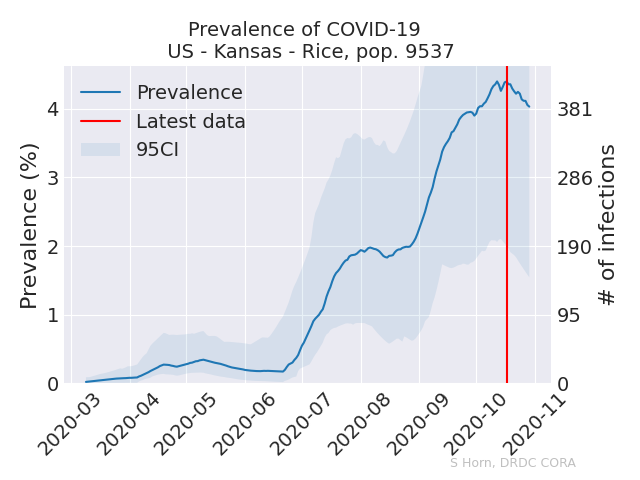 Prevalence of COVID-19
US - Kansas - Rice, pop. 9537
Prevalence
Latest data
95CI
Prevalence (%)
4
3
2
1
0
# of infections
381
286
190
95
0
2020-03
2020-04
2020-05
2020-06
2020-07
2020-08
2020-09
2020-10
2020-11
S Horn, DRDC CORA